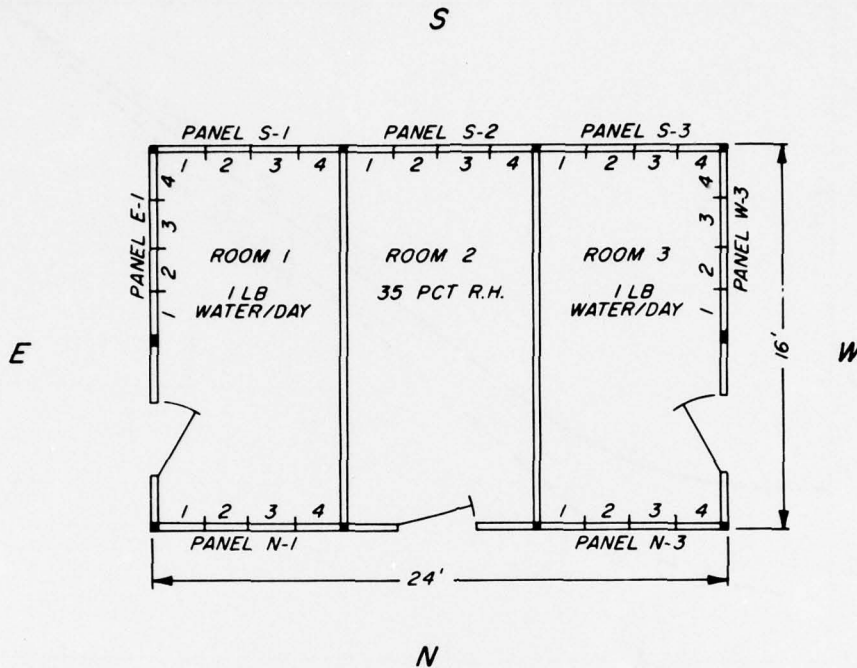 S
PANEL S-1 PANEL S-2 PANEL S-3
1 2 3 4 1 2 3 4 1 2 3 4
PANEL E-1
4
3
2
1
4
3
2
1
PANEL W-3
ROOM 1 ROOM 2 ROOM 3
1 LB 35 PCT R.H. 1 LB
WATER/DAY WATER/DAY
E
16'
W
1 2 3 4 1 2 3 4
PANEL N-1 PANEL N-3
24'
N